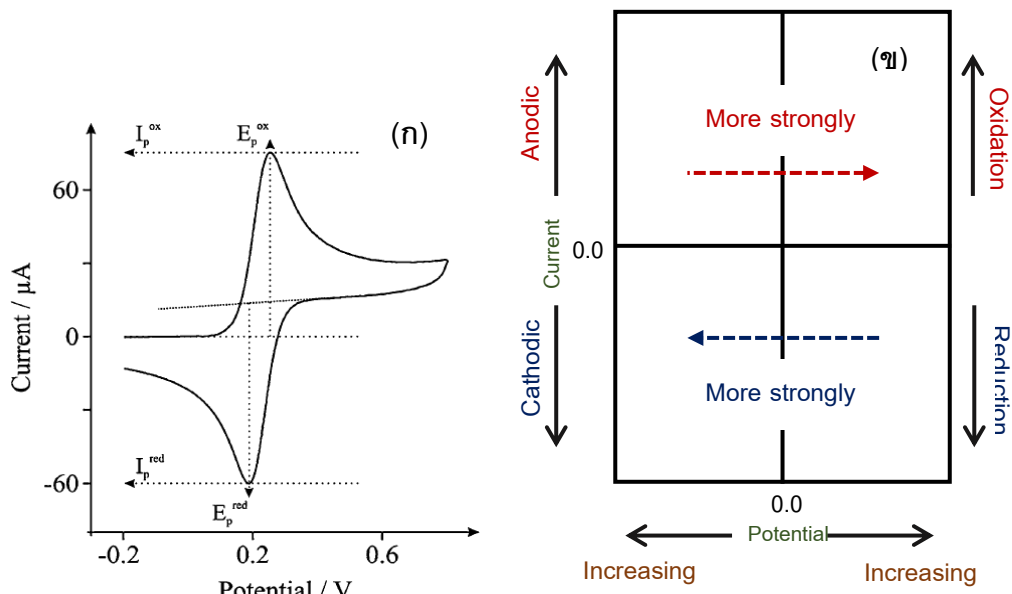 I_p^ox
E_p^ox
(ก)
60
0
-60
Current / µA
I_p^red
E_p^red
-0.2
0.2
0.6
Potential / V
(ข)
Anodic
Oxidation
More strongly
Current
0.0
Cathodic
Reduction
More strongly
0.0
Potential
Increasing
Increasing